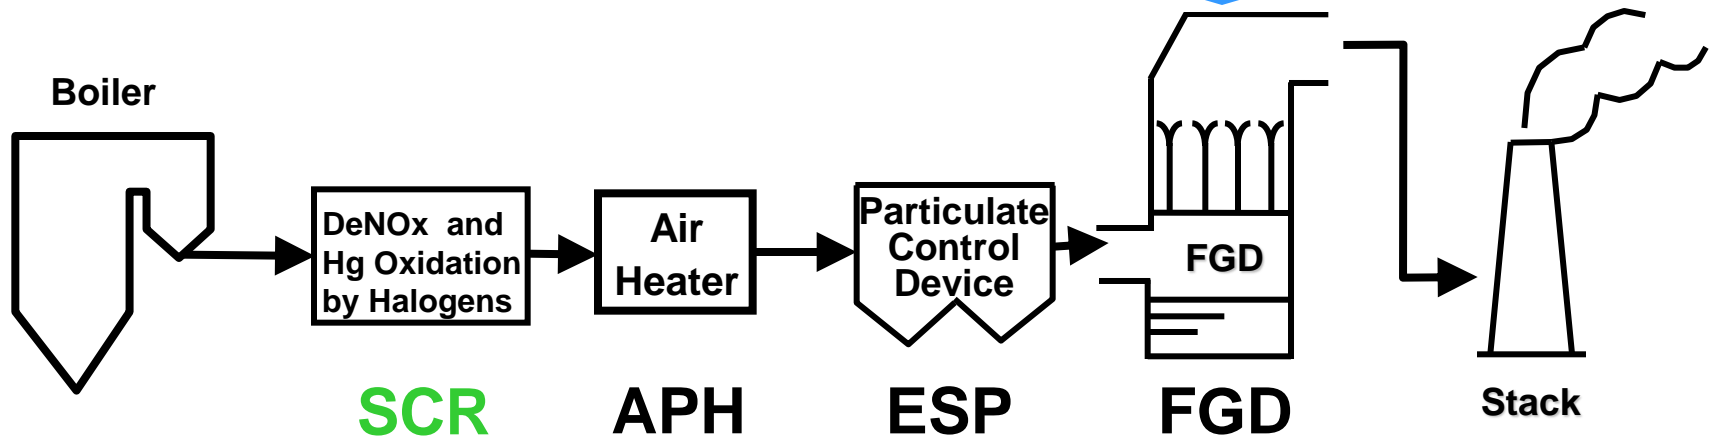 Boiler
DeNOx and
Hg Oxidation
by Halogens
SCR
Air
Heater
APH
Particulate
Control
Device
ESP
FGD
FGD
Stack